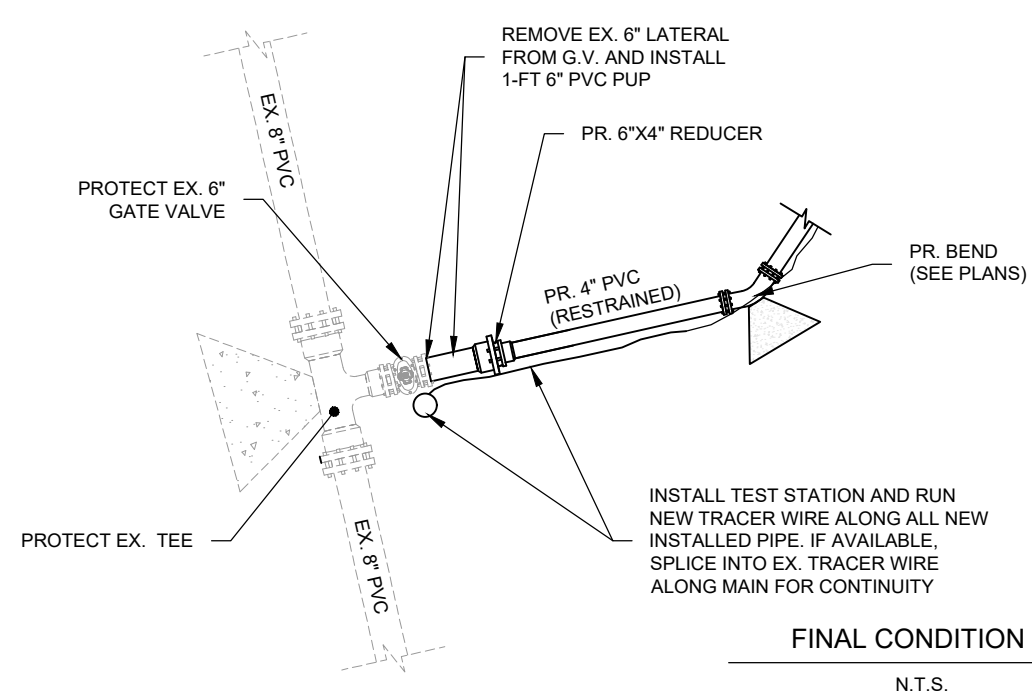 REMOVE EX. 6" LATERAL
FROM G.V. AND INSTALL
1-FT 6" PVC PUP
PR. 6"X4" REDUCER
EX. 8" PVC
PROTECT EX. 6"
GATE VALVE
PR. BEND
(SEE PLANS)
PR. 4" PVC
(RESTRAINED)
INSTALL TEST STATION AND RUN
NEW TRACER WIRE ALONG ALL NEW
INSTALLED PIPE. IF AVAILABLE,
SPLICE INTO EX. TRACER WIRE
ALONG MAIN FOR CONTINUITY
PROTECT EX. TEE
EX. 8" PVC
FINAL CONDITION
N.T.S.